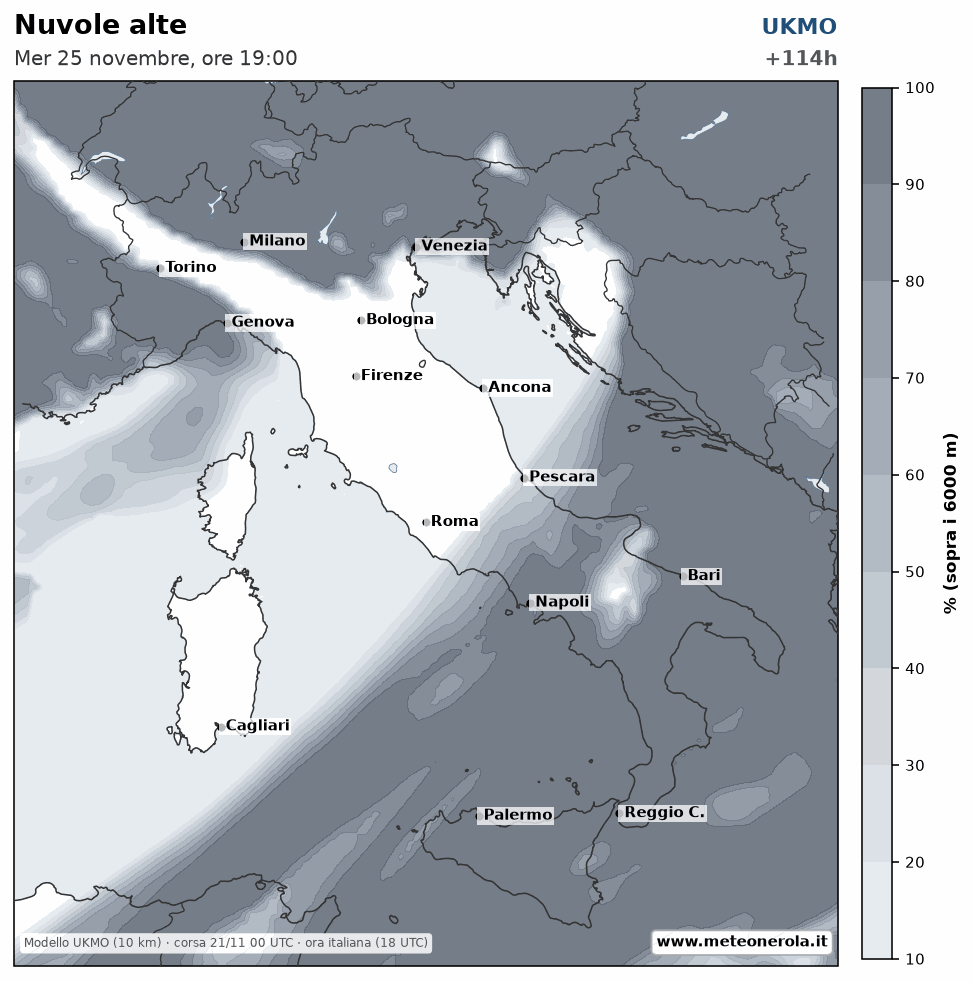 Nuvole alte
UKMO
Mer 25 novembre, ore 19:00
+114h
Milano
Venezia
Torino
Genova
Bologna
Firenze
Ancona
Pescara
Roma
Bari
Napoli
Cagliari
Palermo
Reggio C.
100
90
80
70
60
50
40
30
20
10
% (sopra i 6000 m)
Modello UKMO (10 km) · corsa 21/11 00 UTC · ora italiana (18 UTC)
www.meteonerola.it